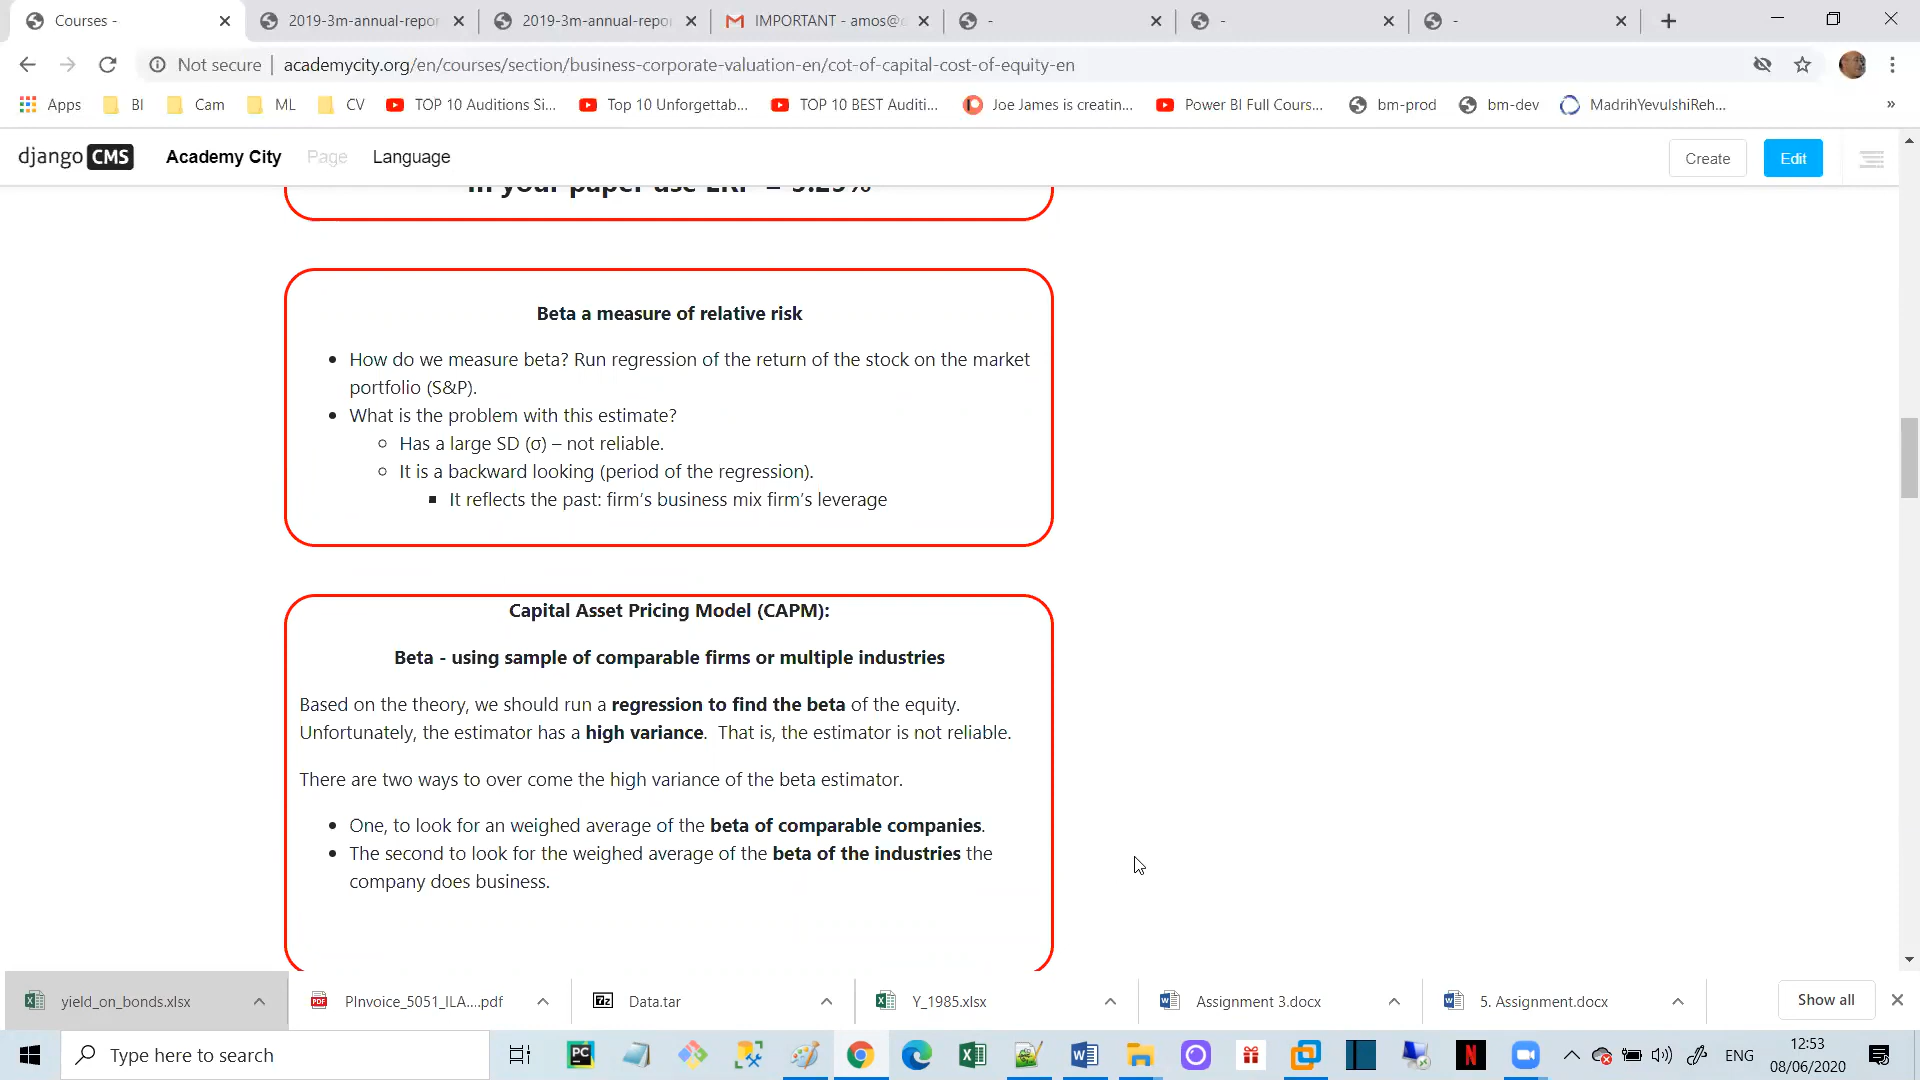 Courses -
2019-3m-annual-repor
2019-3m-annual-repo
IMPORTANT - amos@
-
-
-
Not secure
academycity.org/en/courses/section/business-corporate-valuation-en/cot-of-capital-cost-of-equity-en
Apps
BI
Cam
ML
CV
TOP 10 Auditions Si...
Top 10 Unforgettab...
TOP 10 BEST Auditi...
Joe James is creatin...
Power BI Full Cours...
bm-prod
bm-dev
MadrihYevulshiReh...
»
django CMS
Academy City
Page
Language
Create
Edit
In your paper use ERP = 5.25%
Beta a measure of relative risk
• How do we measure beta? Run regression of the return of the stock on the market
portfolio (S&P).
• What is the problem with this estimate?
Has a large SD (σ) – not reliable.
It is a backward looking (period of the regression).
It reflects the past: firm's business mix firm's leverage
Capital Asset Pricing Model (CAPM):
Beta - using sample of comparable firms or multiple industries
Based on the theory, we should run a regression to find the beta of the equity.
Unfortunately, the estimator has a high variance.  That is, the estimator is not reliable.
There are two ways to over come the high variance of the beta estimator.
• One, to look for an weighed average of the beta of comparable companies.
• The second to look for the weighed average of the beta of the industries the
company does business.
yield_on_bonds.xlsx
PInvoice_5051_ILA....pdf
Data.tar
Y_1985.xlsx
Assignment 3.docx
5. Assignment.docx
Show all
Type here to search
ENG
12:53
08/06/2020